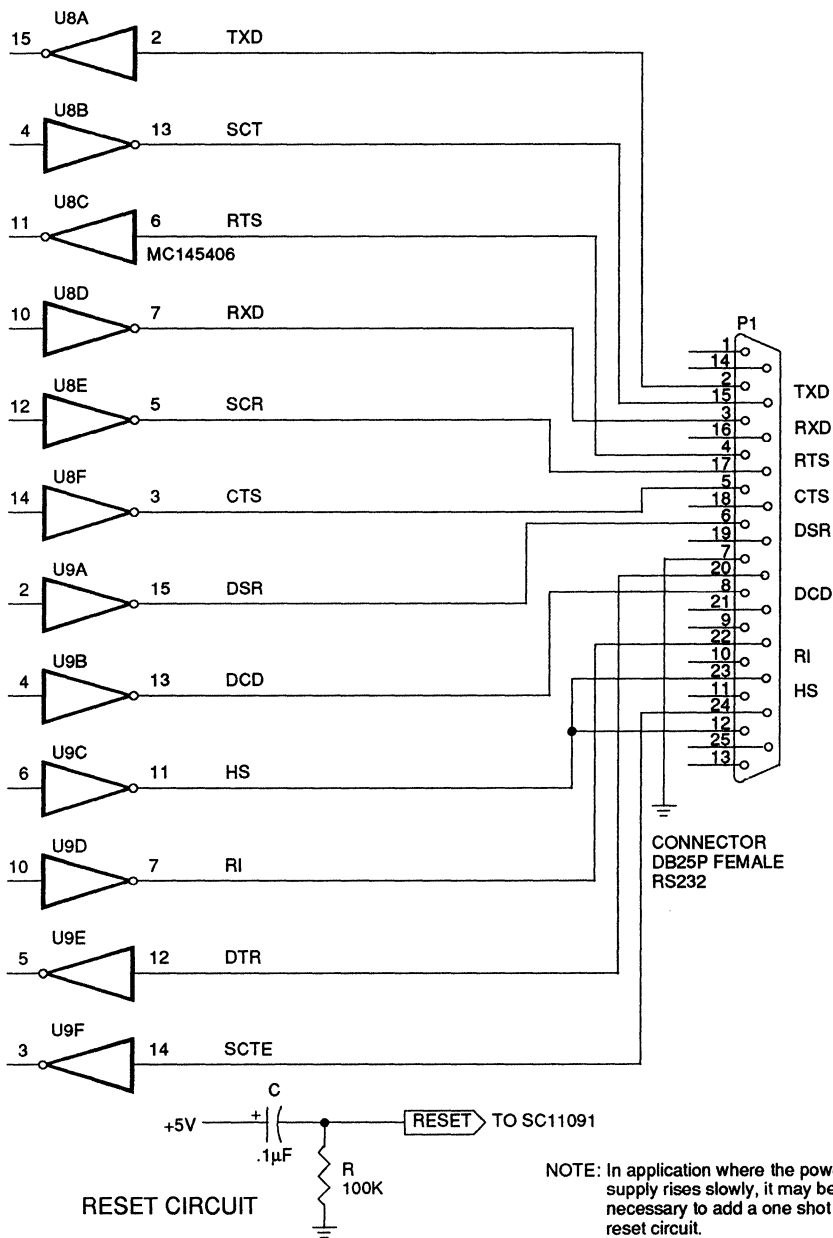 U8A
15 2 TXD
U8B
4 13 SCT
U8C
11 6 RTS
MC145406
U8D
10 7 RXD
U8E
12 5 SCR
U8F
14 3 CTS
U9A
2 15 DSR
U9B
4 13 DCD
U9C
6 11 HS
U9D
10 7 RI
U9E
5 12 DTR
U9F
3 14 SCTE
P1
1
14
2
15 TXD
3
16 RXD
4
17 RTS
5
18 CTS
6
19 DSR
7
20
8 DCD
21
9
22
10 RI
23
11 HS
24
12
25
13
CONNECTOR
DB25P FEMALE
RS232
C
+5V + RESET TO SC11091
.1µF
R
100K
RESET CIRCUIT
NOTE: In application where the powe
supply rises slowly, it may be
necessary to add a one shot
reset circuit.